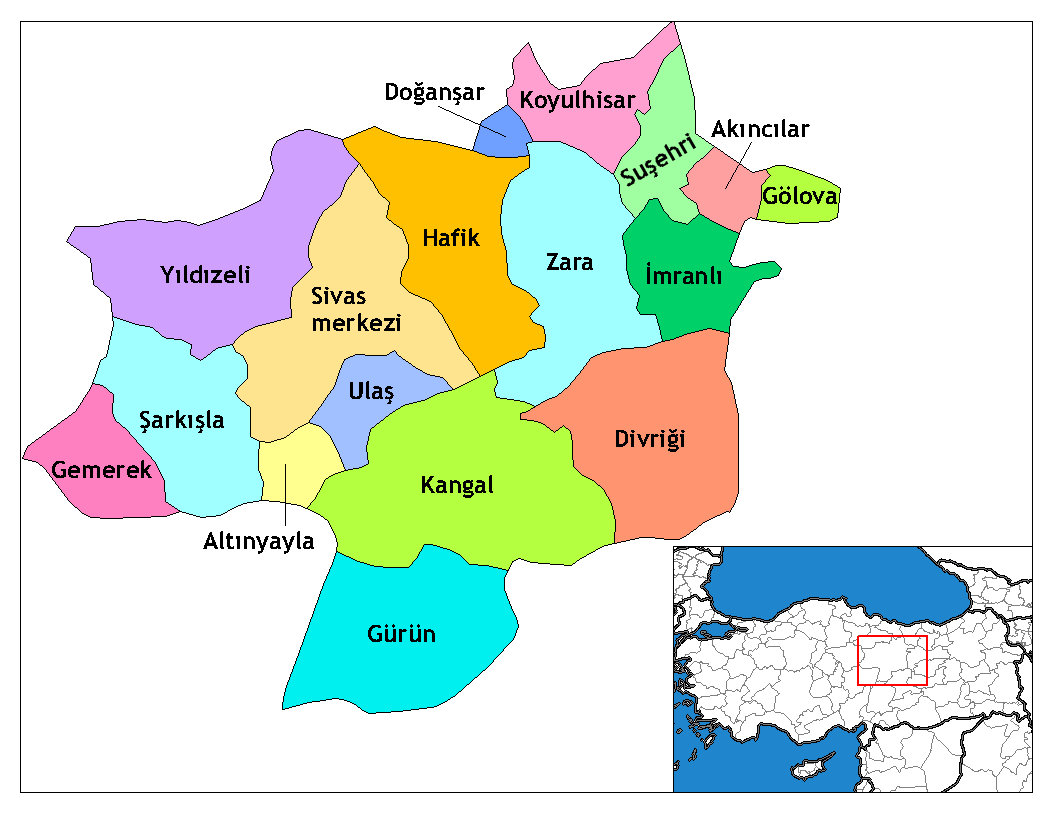 Doğanşar
Koyulhisar
Akıncılar
Suşehri
Gölova
Hafik
Zara
İmranlı
Yıldızeli
Sivas
merkezi
Ulaş
Şarkışla
Divriği
Gemerek
Kangal
Altınyayla
Gürün